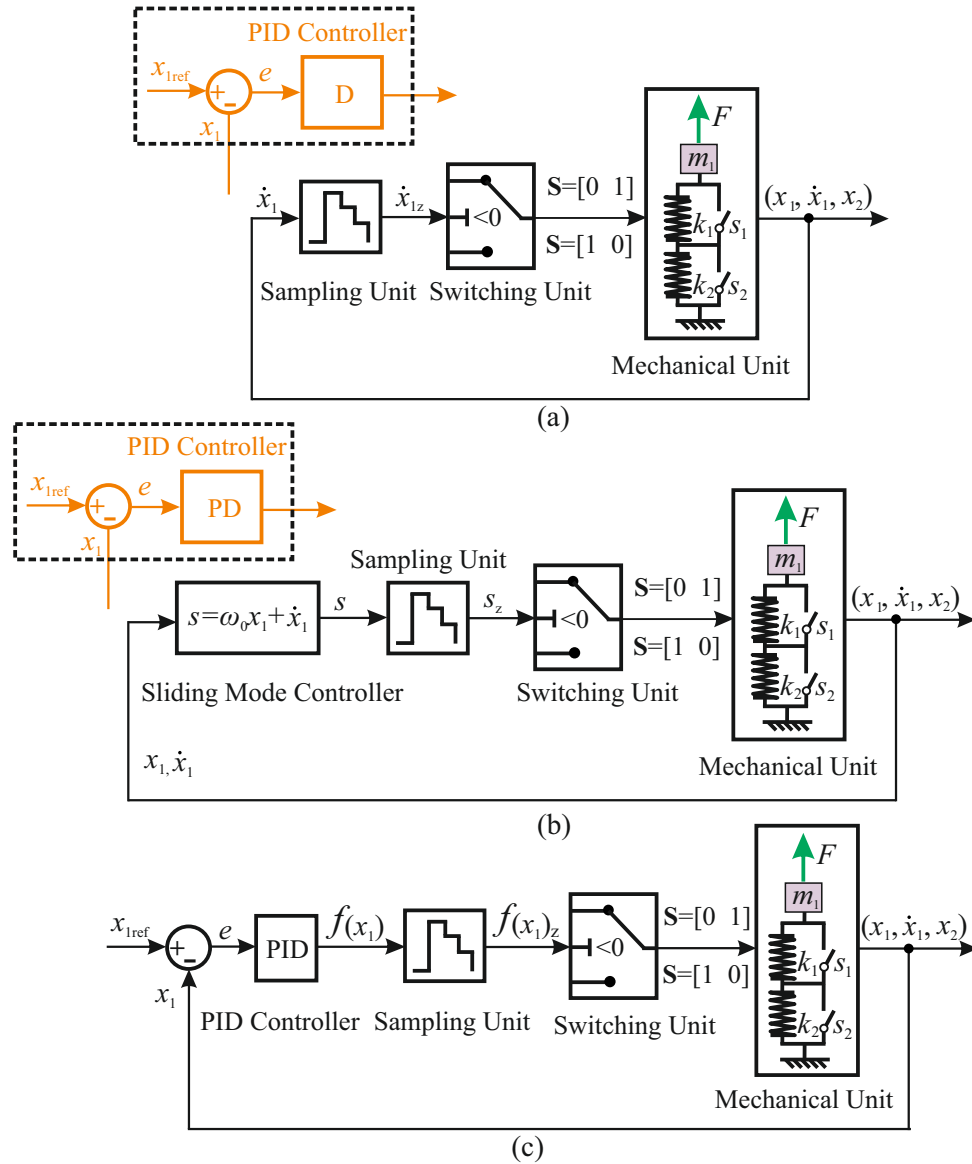 PID Controller
x1ref
+
-
e
D
x1
ẋ1
ẋ1z
<0
S=[0 1]
S=[1 0]
F
m1
k1
s1
k2
s2
(x1, ẋ1, x2)
Sampling Unit
Switching Unit
Mechanical Unit
(a)
PID Controller
x1ref
+
-
e
PD
x1
Sampling Unit
s=ω0x1+ẋ1
s
sz
<0
S=[0 1]
S=[1 0]
F
m1
k1
s1
k2
s2
(x1, ẋ1, x2)
Sliding Mode Controller
Switching Unit
x1, ẋ1
Mechanical Unit
(b)
x1ref
+
-
e
x1
PID
f(x1)
f(x1)z
<0
S=[0 1]
S=[1 0]
F
m1
k1
s1
k2
s2
(x1, ẋ1, x2)
PID Controller
Sampling Unit
Switching Unit
Mechanical Unit
(c)